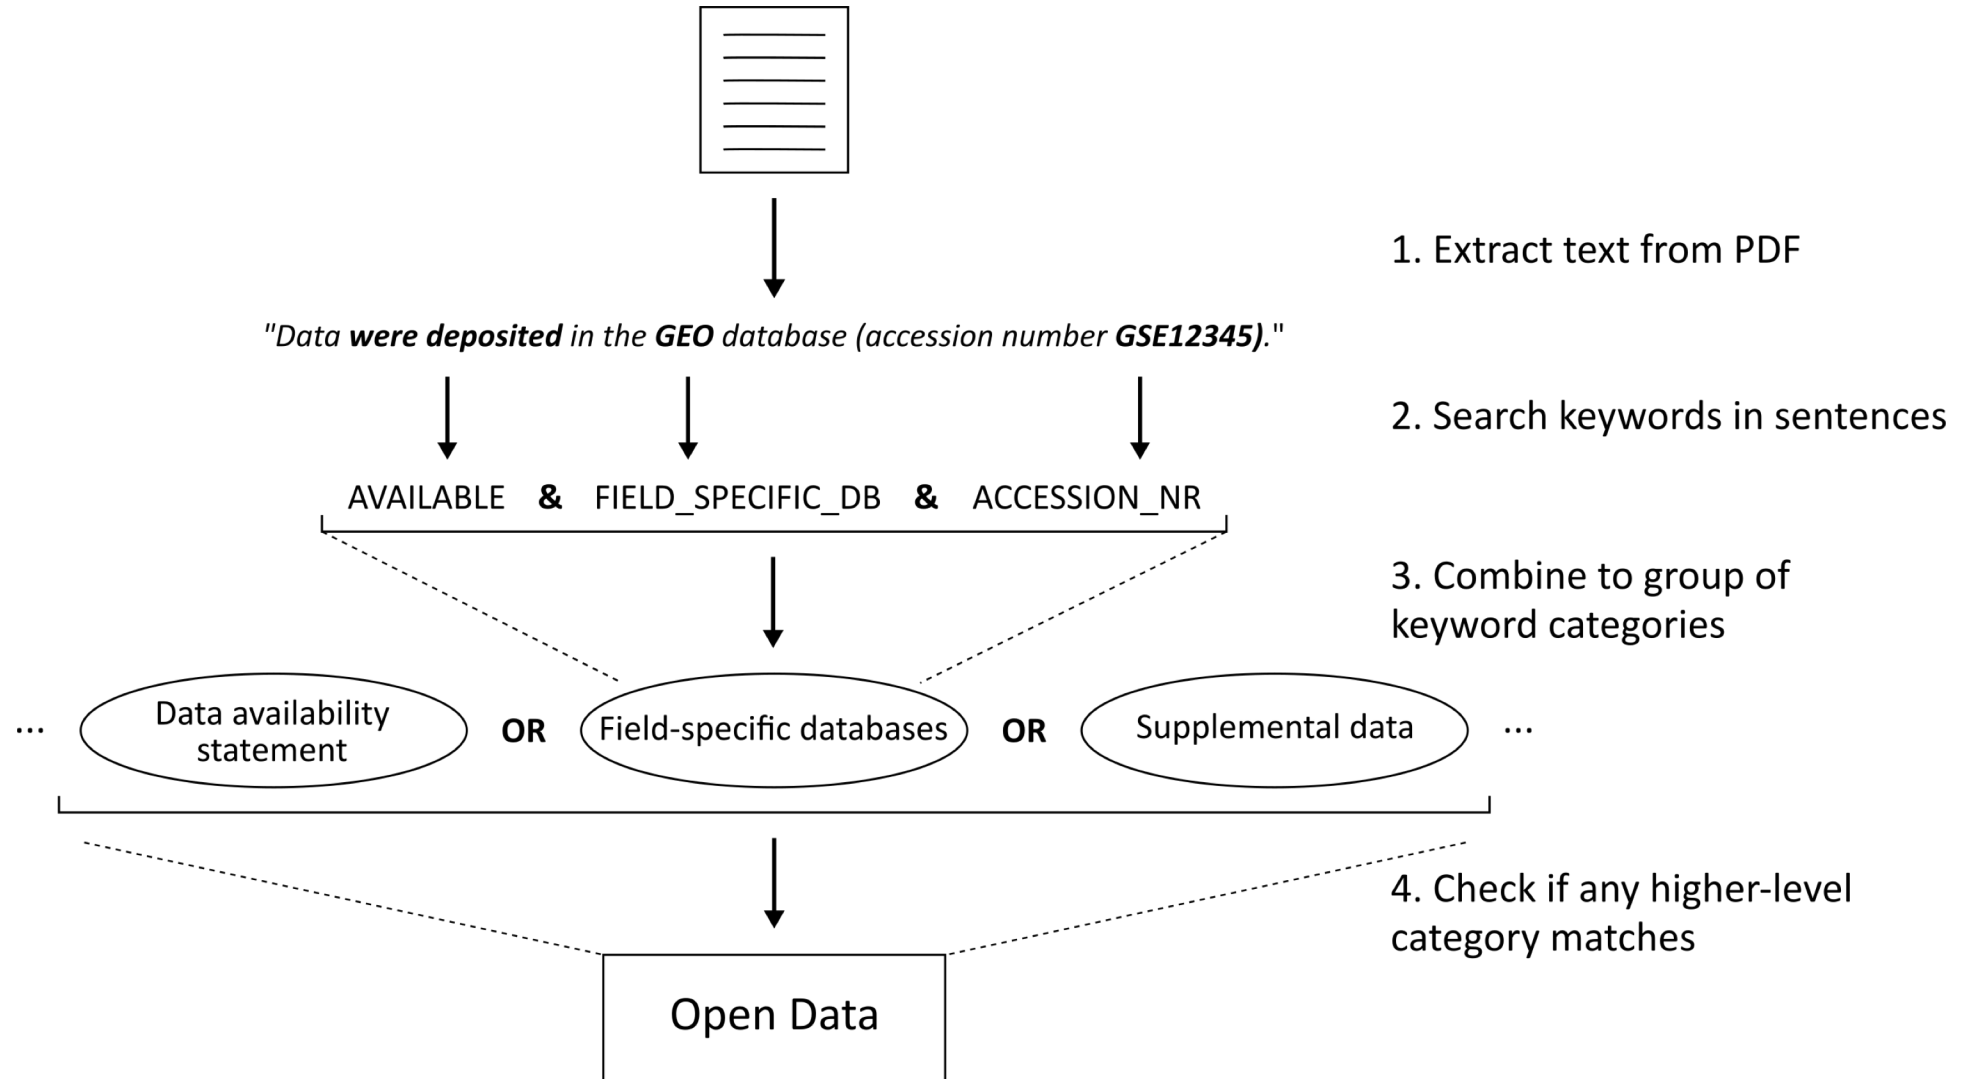 1. Extract text from PDF
"Data were deposited in the GEO database (accession number GSE12345)."
2. Search keywords in sentences
AVAILABLE & FIELD_SPECIFIC_DB & ACCESSION_NR
3. Combine to group of
keyword categories
... Data availability
statement OR Field-specific databases OR Supplemental data ...
4. Check if any higher-level
category matches
Open Data